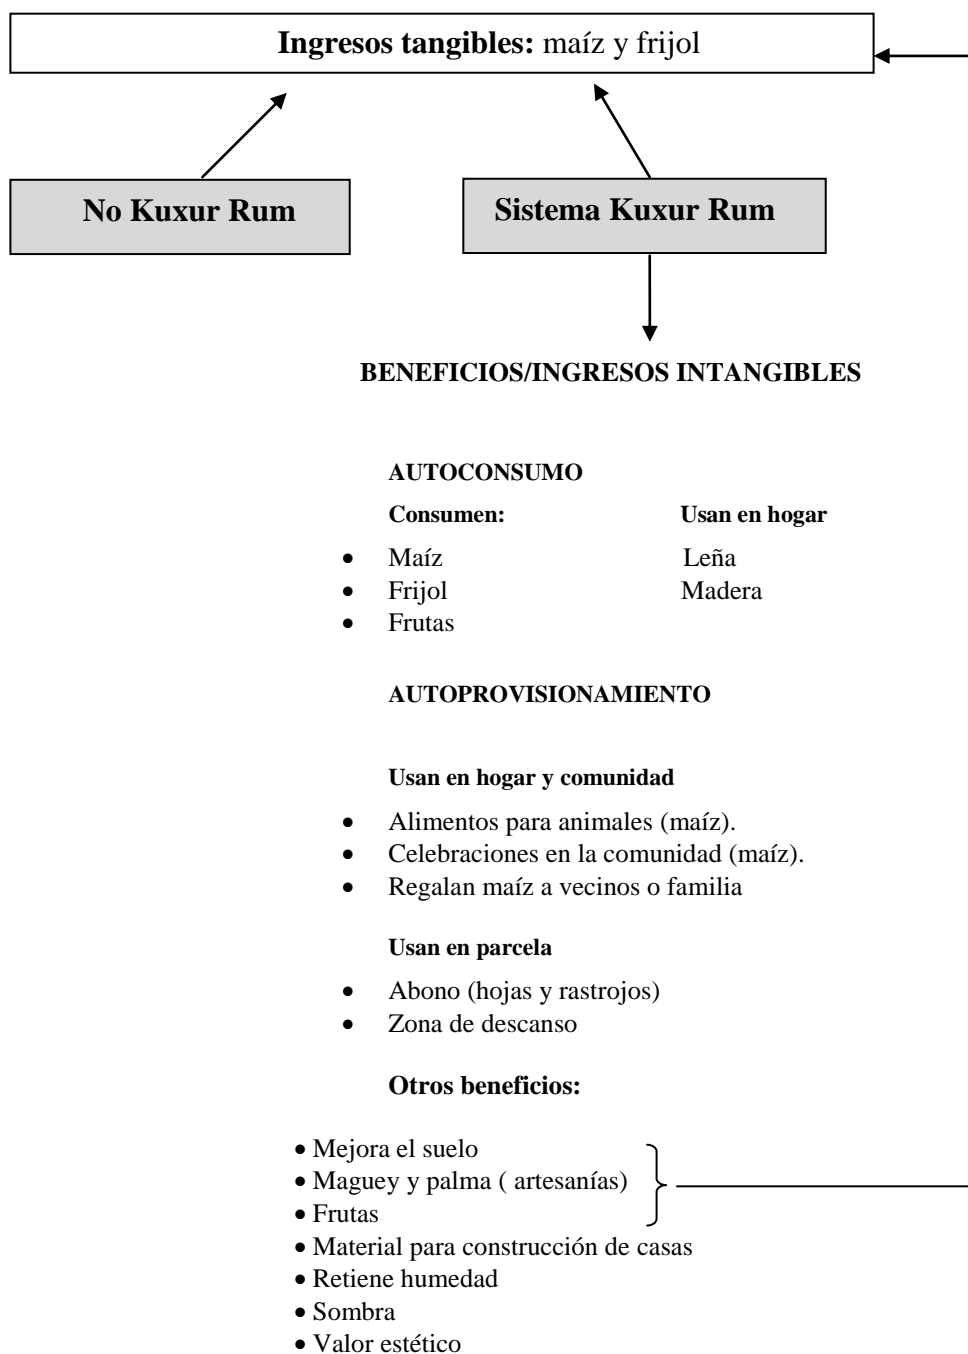 Ingresos tangibles: maíz y frijol
No Kuxur Rum
Sistema Kuxur Rum
BENEFICIOS/INGRESOS INTANGIBLES
AUTOCONSUMO
Consumen: Usan en hogar
• Maíz Leña
• Frijol Madera
• Frutas
AUTOPROVISIONAMIENTO
Usan en hogar y comunidad
• Alimentos para animales (maíz).
• Celebraciones en la comunidad (maíz).
• Regalan maíz a vecinos o familia
Usan en parcela
• Abono (hojas y rastrojos)
• Zona de descanso
Otros beneficios:
• Mejora el suelo
• Maguey y palma ( artesanías)
• Frutas
• Material para construcción de casas
• Retiene humedad
• Sombra
• Valor estético